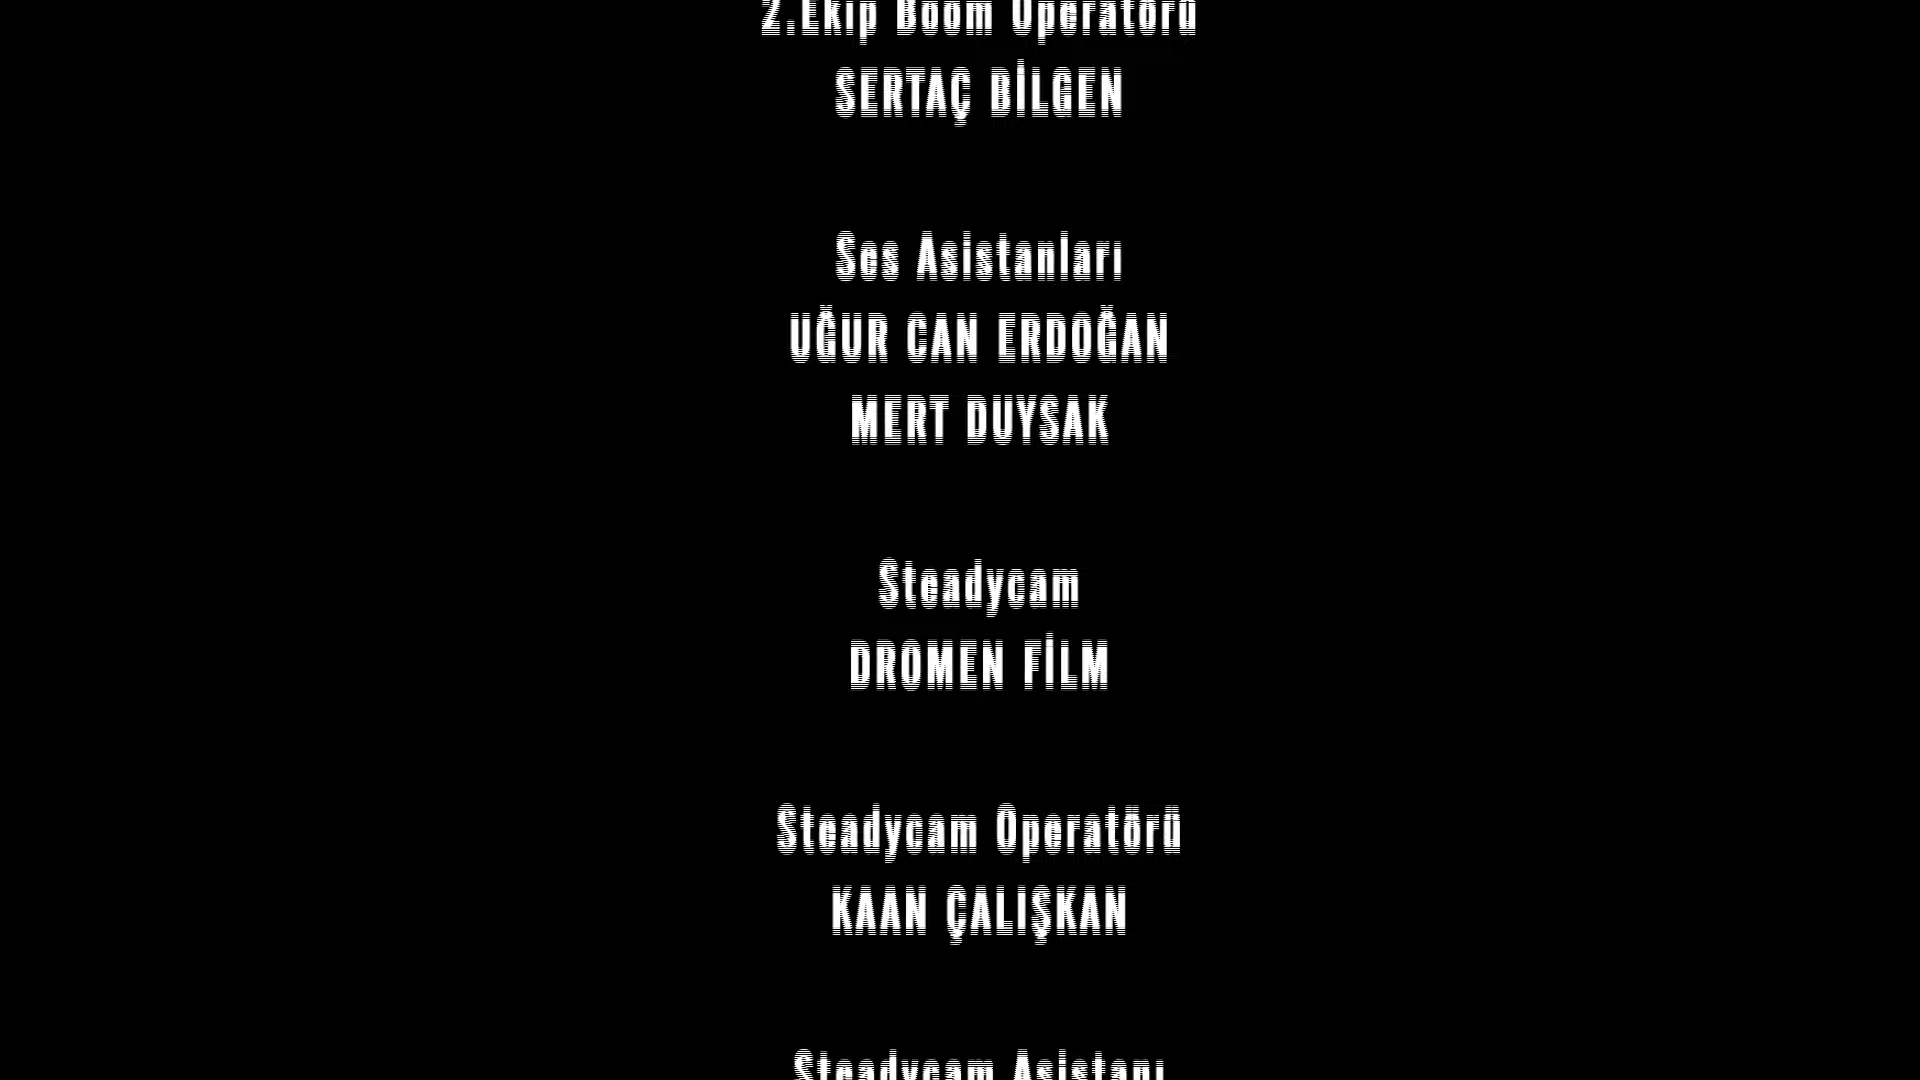 2.Ekip Boom Operatörü
SERTAÇ BİLGEN
Ses Asistanları
UĞUR CAN ERDOĞAN
MERT DUYSAK
Steadycam
DROMEN FİLM
Steadycam Operatörü
KAAN ÇALIŞKAN
Steadycam Asistanı